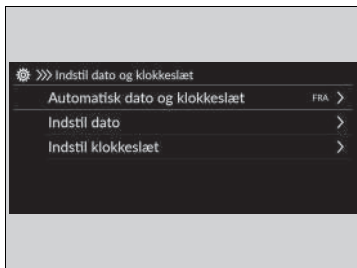 Indstil dato og klokkeslæt
Automatisk dato og klokkeslæt FRA
Indstil dato
Indstil klokkeslæt